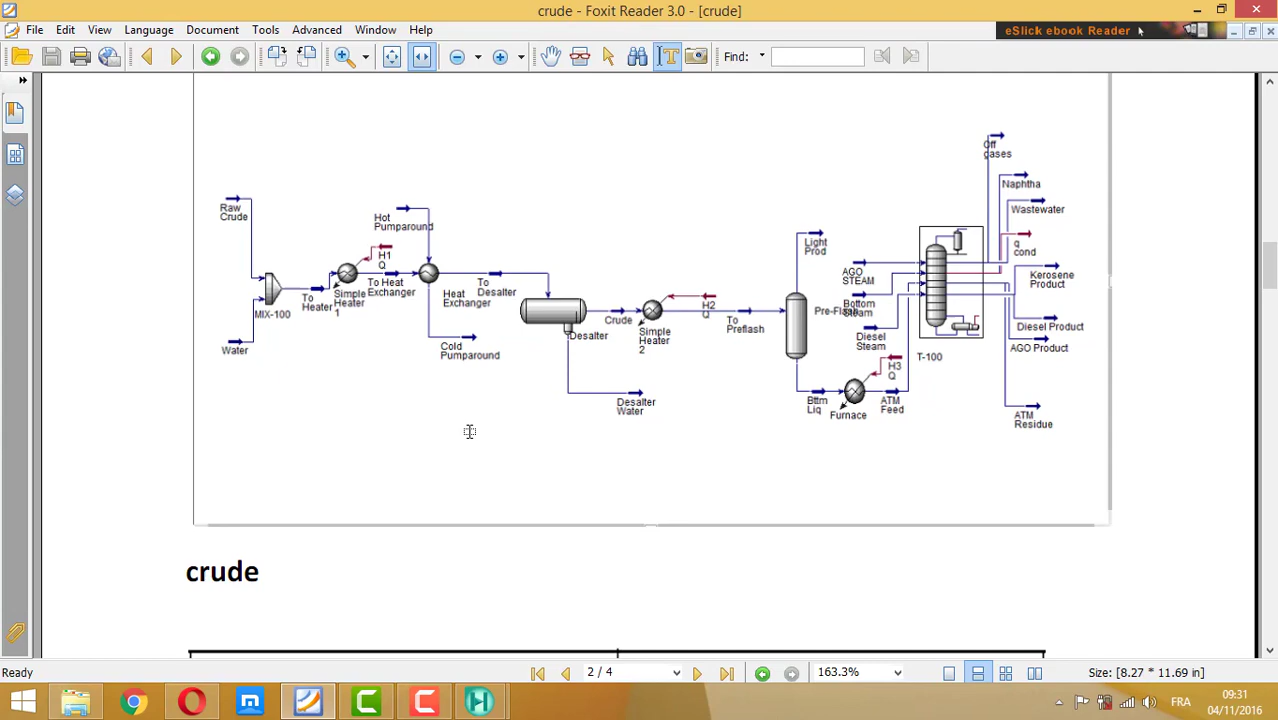 crude - Foxit Reader 3.0 - [crude]
File Edit View Language Document Tools Advanced Window Help
eSlick ebook Reader
Find:
Off
gases
Naphtha
Wastewater
q
cond
Kerosene
Product
Diesel Product
AGO Product
ATM
Residue
Raw
Crude
Hot
Pumparound
H1
Q
To Heat
Exchanger
Simple
Heater
1
To
Heater
MIX-100
Water
Heat
Exchanger
To
Desalter
Cold
Pumparound
Desalter
Crude
Desalter
Water
Simple
Heater
2
H2
Q
To
Preflash
Light
Prod
Pre-Flash
AGO
STEAM
Bottom
Steam
Diesel
Steam
H3
Q
Bttm
Liq
Furnace
ATM
Feed
T-100
crude
Ready
2 / 4
163.3%
Size: [8.27 * 11.69 in]
FRA
09:31
04/11/2016